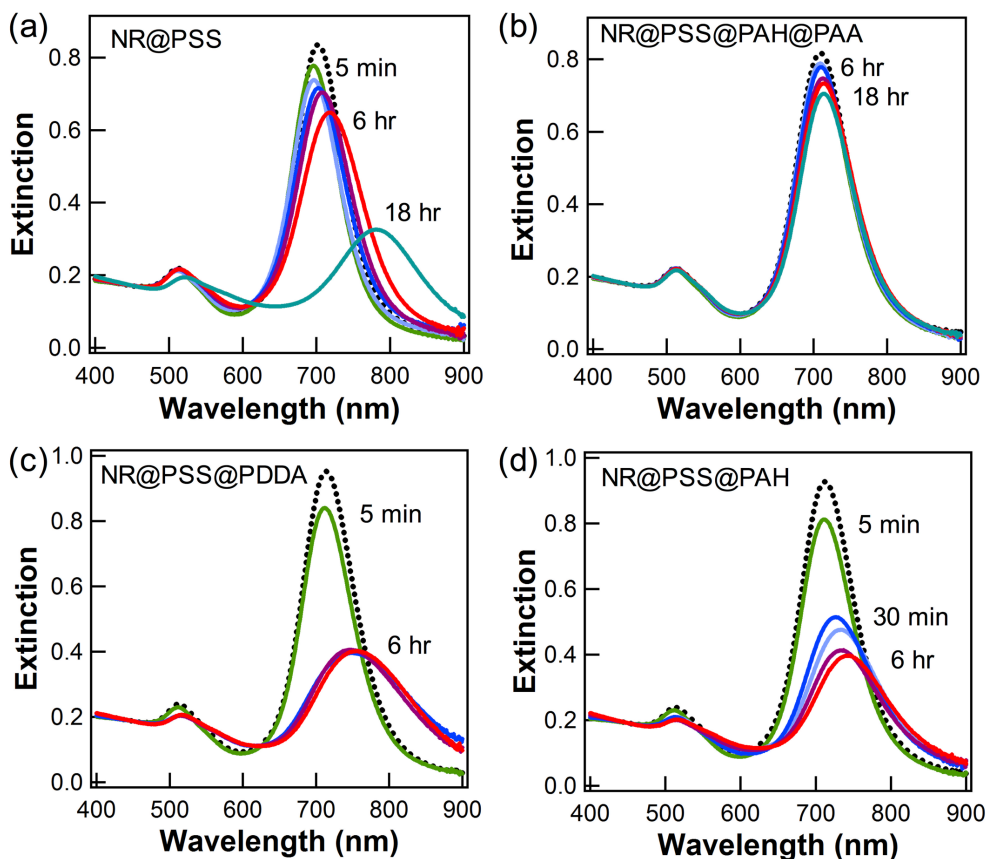 (a)
NR@PSS
5 min
6 hr
18 hr
0.8
0.6
0.4
0.2
0.0
Extinction
400 500 600 700 800 900
Wavelength (nm)
(b)
NR@PSS@PAH@PAA
6 hr
18 hr
0.8
0.6
0.4
0.2
0.0
Extinction
400 500 600 700 800 900
Wavelength (nm)
(c)
NR@PSS@PDDA
5 min
6 hr
1.0
0.8
0.6
0.4
0.2
0.0
Extinction
400 500 600 700 800 900
Wavelength (nm)
(d)
NR@PSS@PAH
5 min
30 min
6 hr
1.0
0.8
0.6
0.4
0.2
0.0
Extinction
400 500 600 700 800 900
Wavelength (nm)